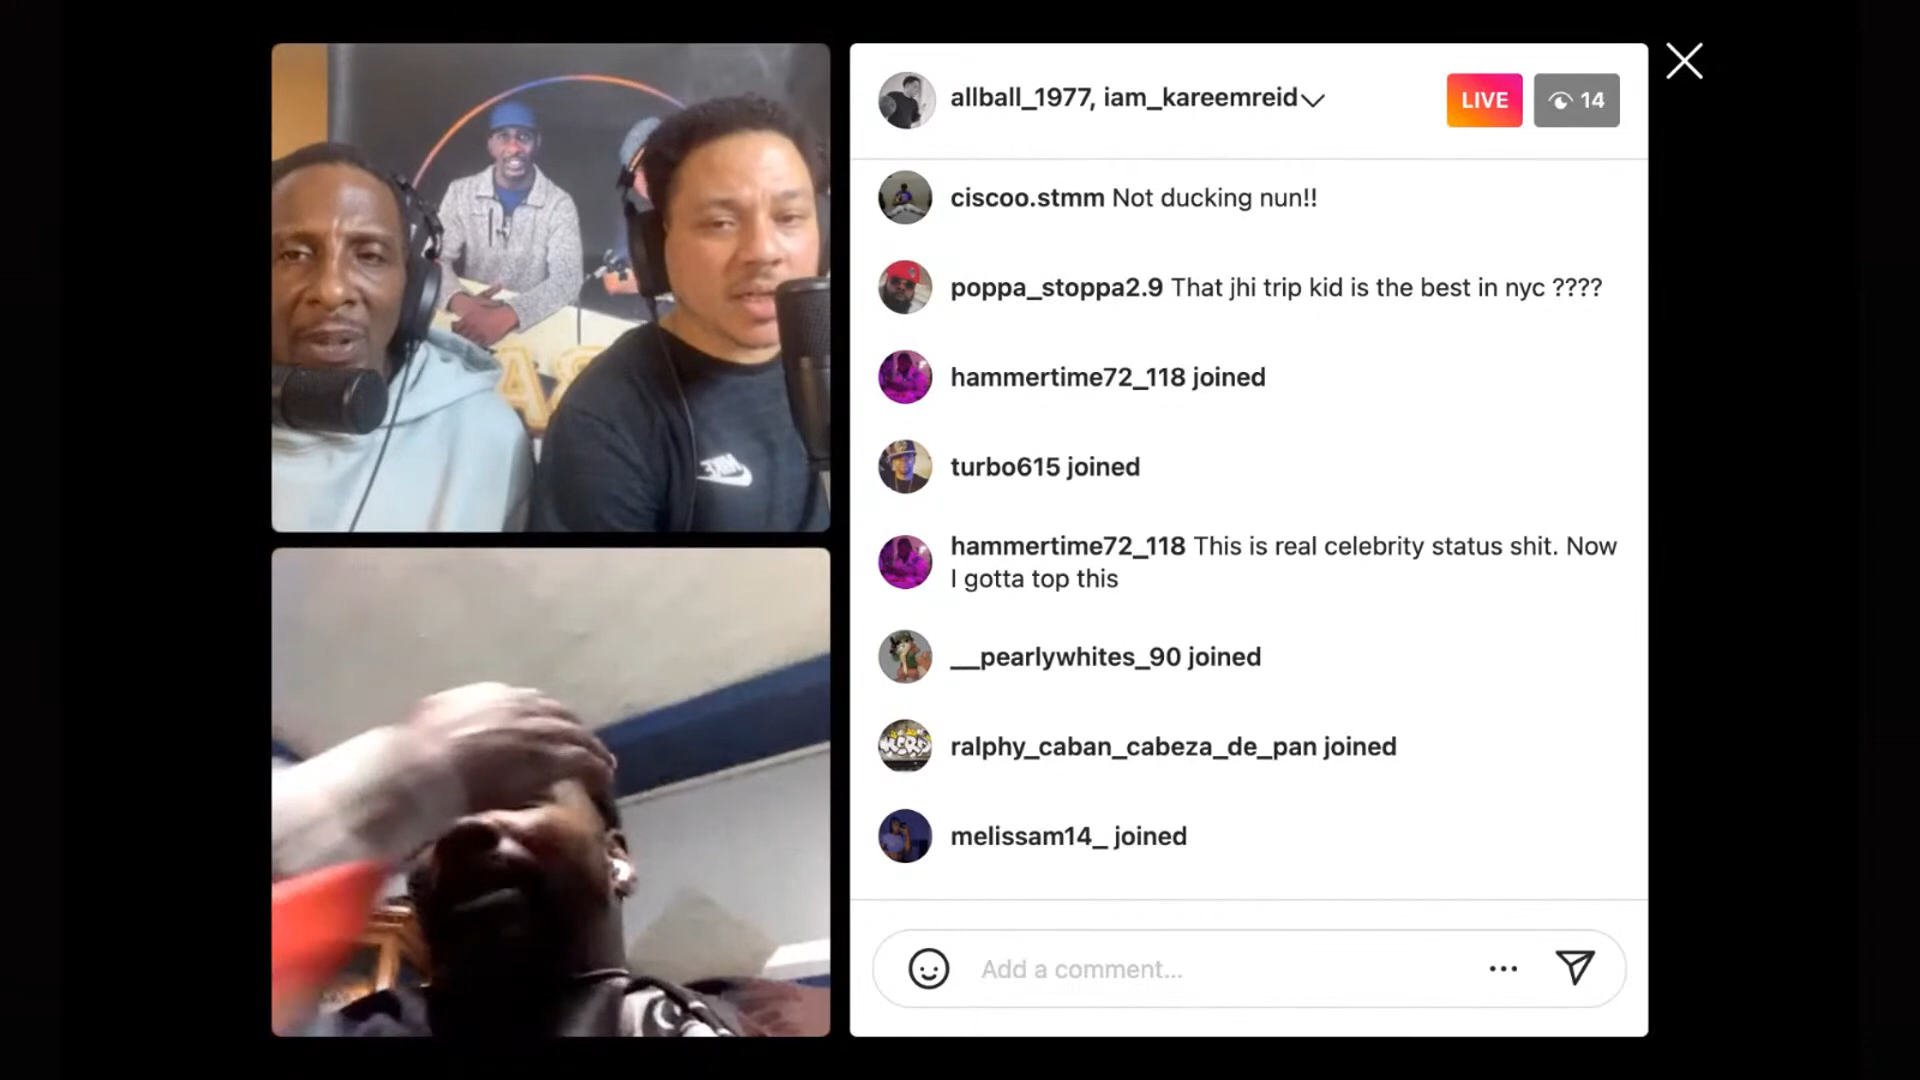 allball_1977, iam_kareemreid
LIVE
14
ciscoo.stmm Not ducking nun!!
poppa_stoppa2.9 That jhi trip kid is the best in nyc ????
hammertime72_118 joined
turbo615 joined
hammertime72_118 This is real celebrity status shit. Now
I gotta top this
__pearlywhites_90 joined
ralphy_caban_cabeza_de_pan joined
melissam14_ joined
Add a comment...
NIKE